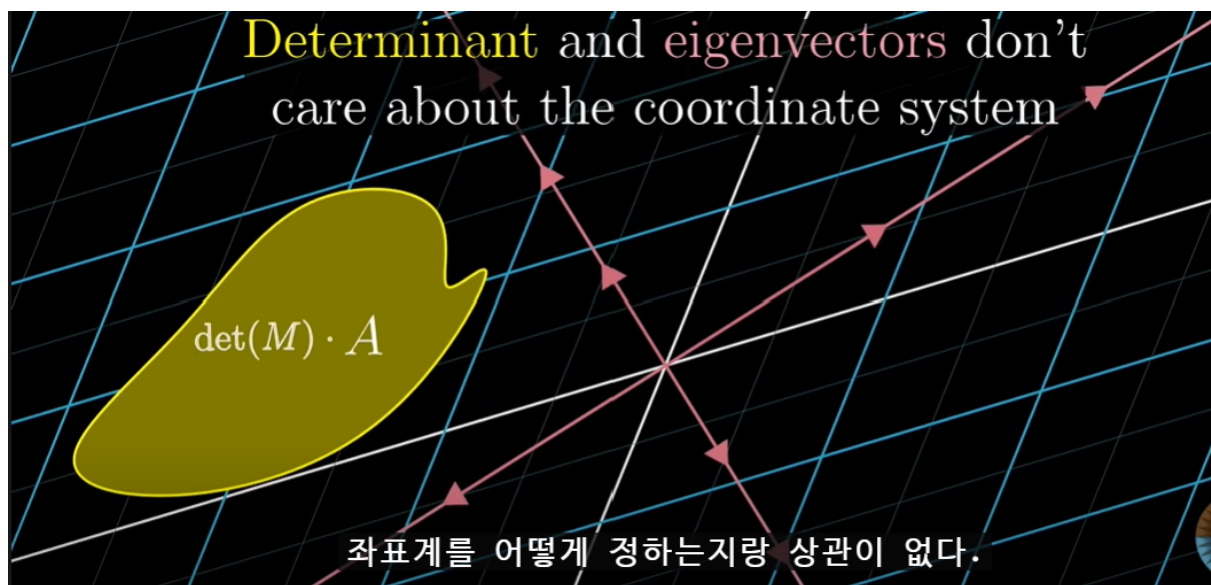 Determinant and eigenvectors don't
care about the coordinate system
det(M) · A
좌표계를 어떻게 정하는지랑 상관이 없다.